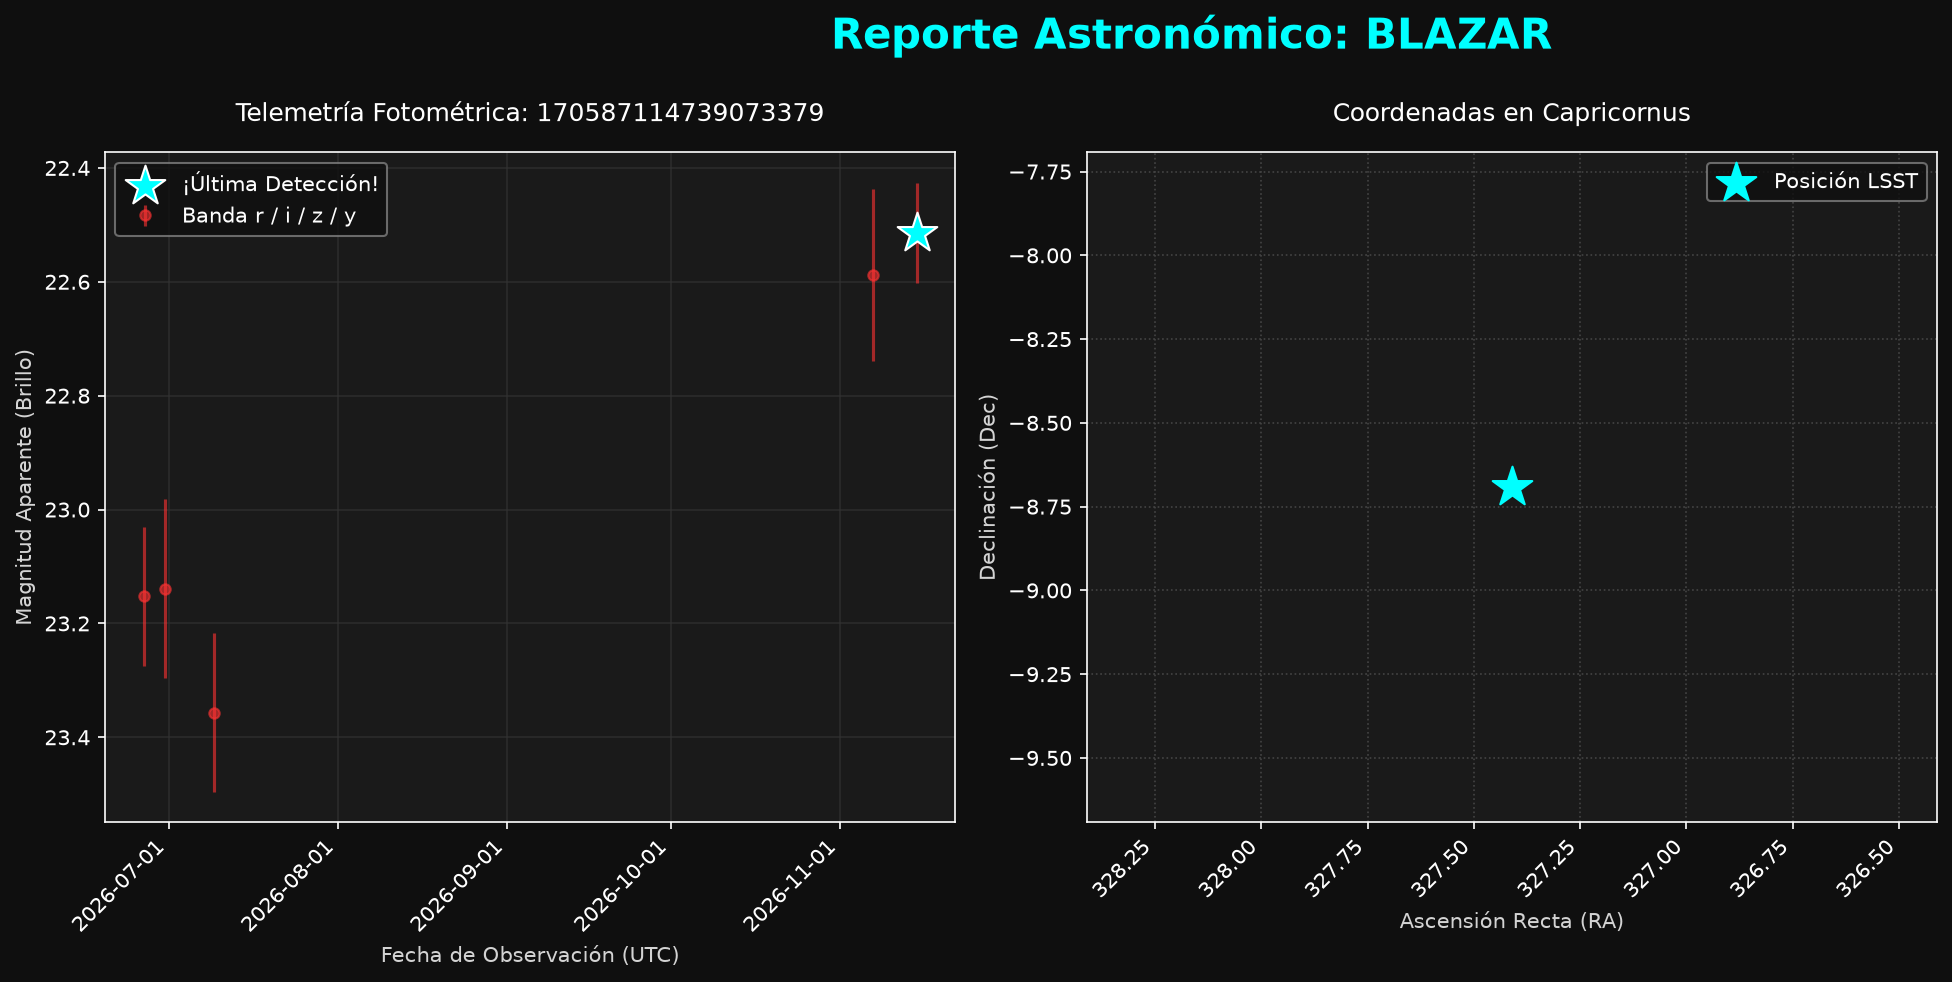 Reporte Astronómico: BLAZAR
Telemetría Fotométrica: 170587114739073379
¡Última Detección!
Banda r / i / z / y
22.4
22.6
22.8
23.0
23.2
23.4
Magnitud Aparente (Brillo)
2026-07-01
2026-08-01
2026-09-01
2026-10-01
2026-11-01
Fecha de Observación (UTC)
Coordenadas en Capricornus
Posición LSST
−7.75
−8.00
−8.25
−8.50
−8.75
−9.00
−9.25
−9.50
Declinación (Dec)
328.25
328.00
327.75
327.50
327.25
327.00
326.75
326.50
Ascensión Recta (RA)